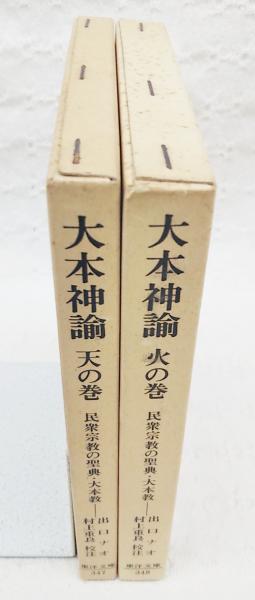 大本神諭 天の巻
民衆宗教の聖典・大本教——
出口ナオ
村上重良 校注
東洋文庫
347
大本神諭 火の巻
民衆宗教の聖典・大本教——
出口ナオ
村上重良 校注
東洋文庫
348